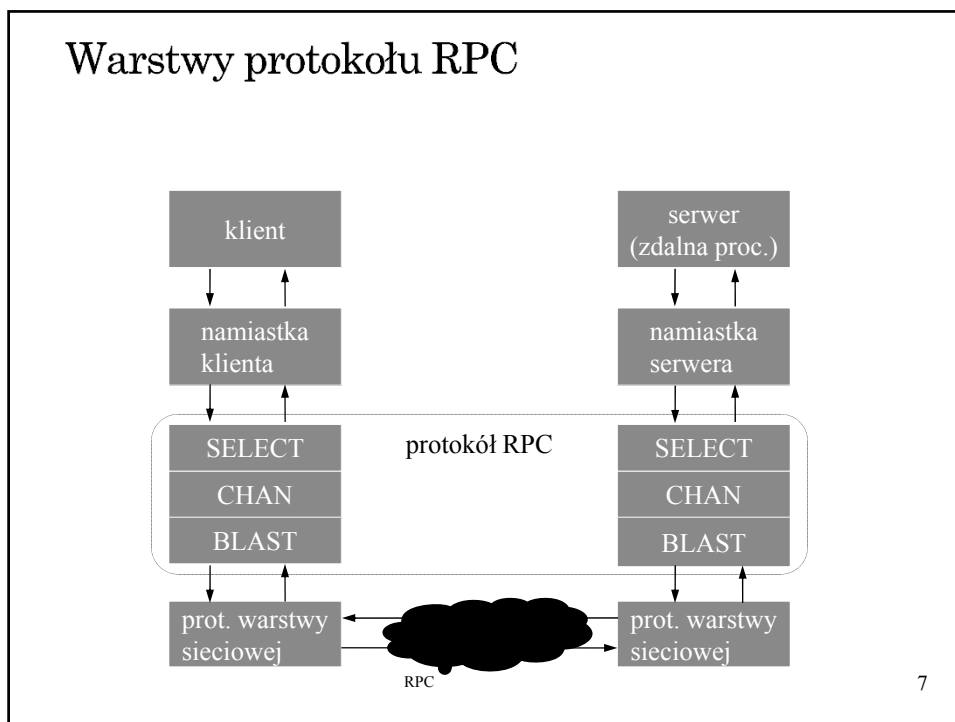 Warstwy protokołu RPC
klient
serwer
(zdalna proc.)
namiastka
klienta
namiastka
serwera
protokół RPC
SELECT
CHAN
BLAST
SELECT
CHAN
BLAST
prot. warstwy
sieciowej
prot. warstwy
sieciowej
RPC
7